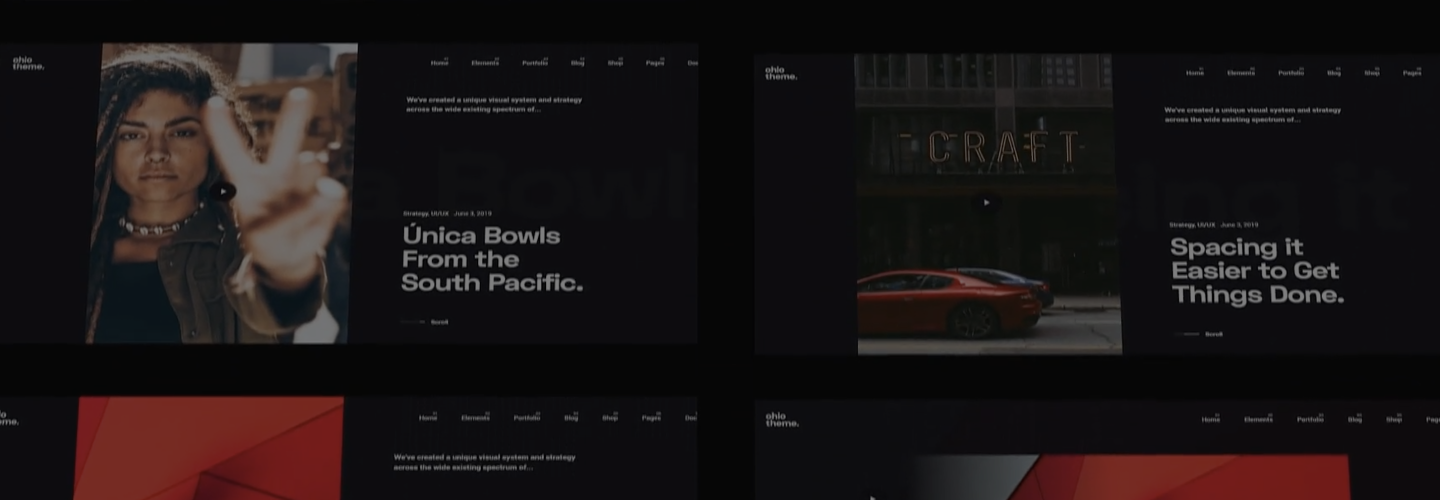 ohio
theme.
Home Elements Portfolio Blog Shop Pages
We've created a unique visual system and strategy
across the wide existing spectrum of...
Strategy, UI/UX June 3, 2019
Única Bowls
From the
South Pacific.
Scroll
ohio
theme.
Home Elements Portfolio Blog Shop Pages
We've created a unique visual system and strategy
across the wide existing spectrum of...
CRAFT
ing it
Strategy, UI/UX June 3, 2019
Spacing it
Easier to Get
Things Done.
Scroll
Home Elements Portfolio Blog Shop Pages
We've created a unique visual system and strategy
across the wide existing spectrum of...
ohio
theme.
Home Elements Portfolio Blog Shop